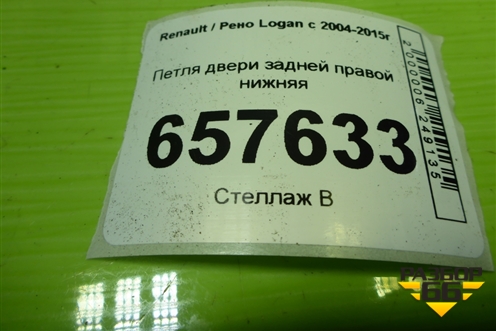 Renault / Рено Logan с 2004-2015г
Петля двери задней правой
нижняя
657633
Стеллаж В
2000006249135
РАЗБОР
66